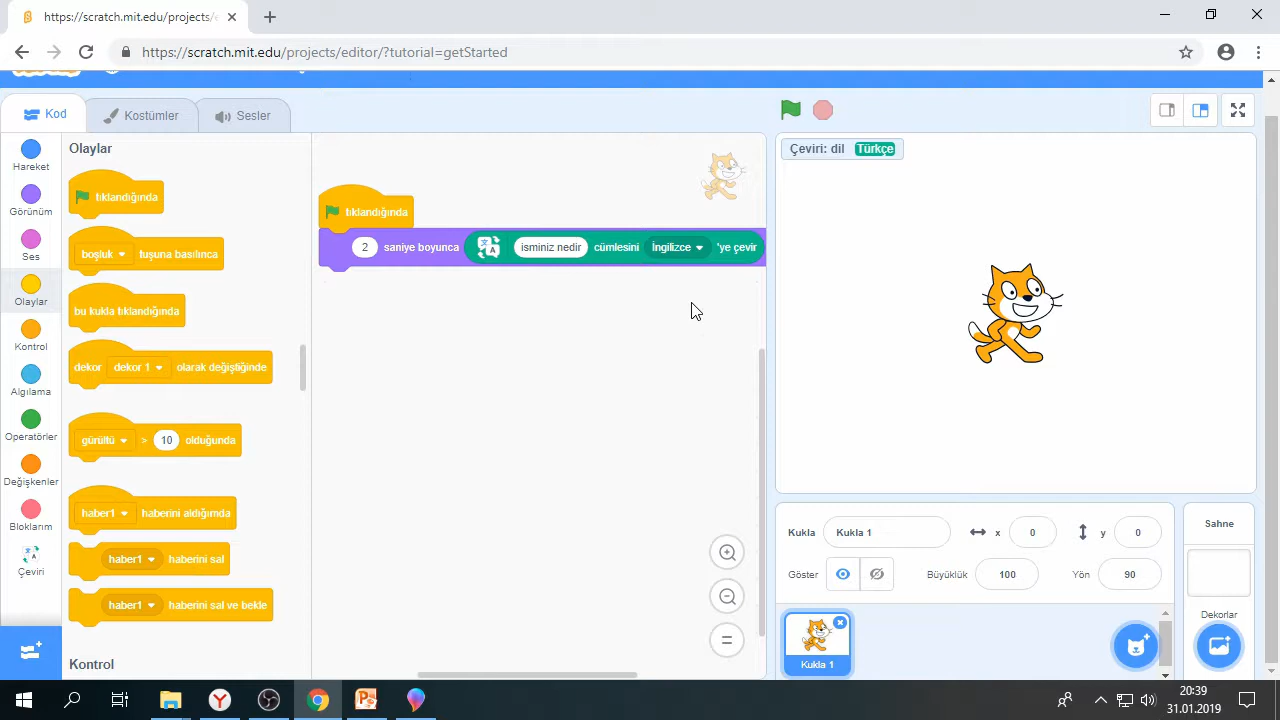 https://scratch.mit.edu/projects/e
https://scratch.mit.edu/projects/editor/?tutorial=getStarted
Kod
Kostümler
Sesler
Hareket
Görünüm
Ses
Olaylar
Kontrol
Algılama
Operatörler
Değişkenler
Bloklarım
Çeviri
Olaylar
tıklandığında
boşluk tuşuna basılınca
bu kukla tıklandığında
dekor dekor 1 olarak değiştiğinde
gürültü > 10 olduğunda
haber1 haberini aldığımda
haber1 haberini sal
haber1 haberini sal ve bekle
Kontrol
tıklandığında
2 saniye boyunca isminiz nedir cümlesini İngilizce 'ye çevir
Çeviri: dil Türkçe
Kukla Kukla 1 x 0 y 0
Göster Büyüklük 100 Yön 90
Kukla 1
Sahne
Dekorlar
20:39
31.01.2019